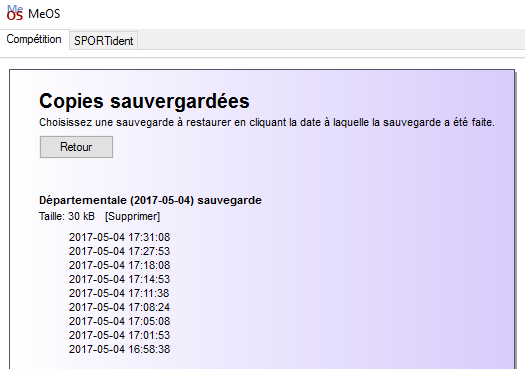 MeOS MeOS
Compétition SPORTident
Copies sauvergardées
Choisissez une sauvegarde à restaurer en cliquant la date à laquelle la sauvegarde a été faite.
Retour
Départementale (2017-05-04) sauvegarde
Taille: 30 kB [Supprimer]
2017-05-04 17:31:08
2017-05-04 17:27:53
2017-05-04 17:18:08
2017-05-04 17:14:53
2017-05-04 17:11:38
2017-05-04 17:08:24
2017-05-04 17:05:08
2017-05-04 17:01:53
2017-05-04 16:58:38